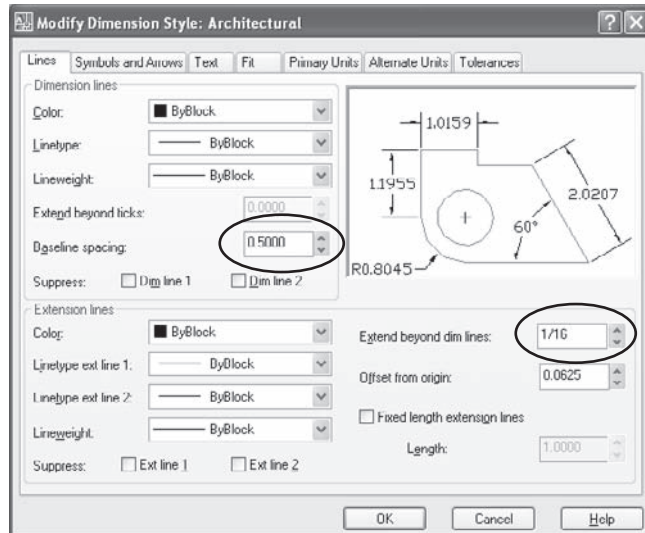 Modify Dimension Style: Architectural
Lines Symbols and Arrows Text Fit Primary Units Alternate Units Tolerances
Dimension lines
Color: ByBlock
Linetype: ByBlock
Lineweight: ByBlock
Extend beyond ticks: 0.0000
Baseline spacing: 0.5000
Suppress: Dim line 1 Dim line 2
1.0159
1.1955
2.0207
60°
R0.8045
Extension lines
Color: ByBlock
Linetype ext line 1: ByBlock
Linetype ext line 2: ByBlock
Lineweight: ByBlock
Suppress: Ext line 1 Ext line 2
Extend beyond dim lines: 1/16
Offset from origin: 0.0625
Fixed length extension lines
Length: 1.0000
OK Cancel Help